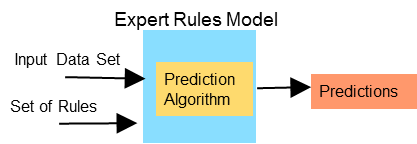 Expert Rules Model
Input Data Set
Set of Rules
Prediction
Algorithm
Predictions